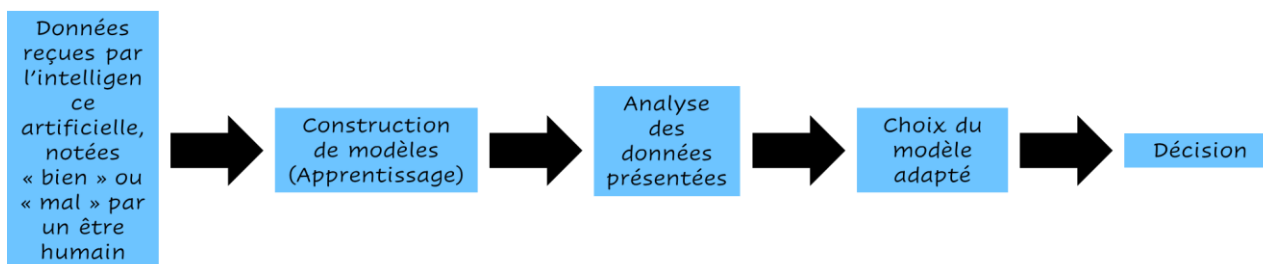 Données
reçues par
l'intelligen
ce
artificielle,
notées
« bien » ou
« mal » par
un être
humain
Construction
de modèles
(Apprentissage)
Analyse
des
données
présentées
Choix du
modèle
adapté
Décision